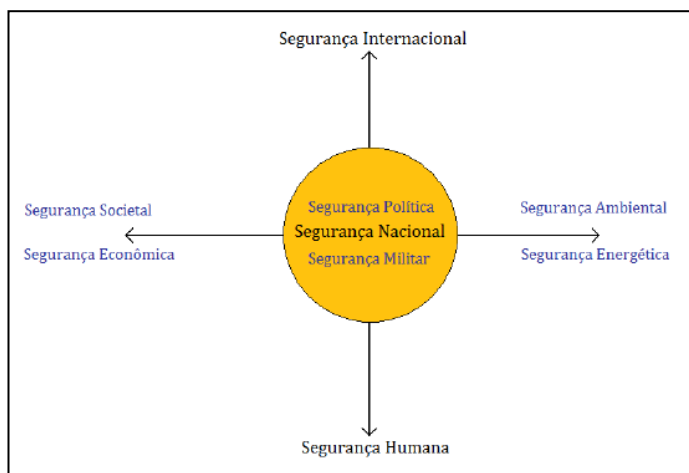 Segurança Internacional
Segurança Societal
Segurança Econômica
Segurança Política
Segurança Nacional
Segurança Militar
Segurança Ambiental
Segurança Energética
Segurança Humana